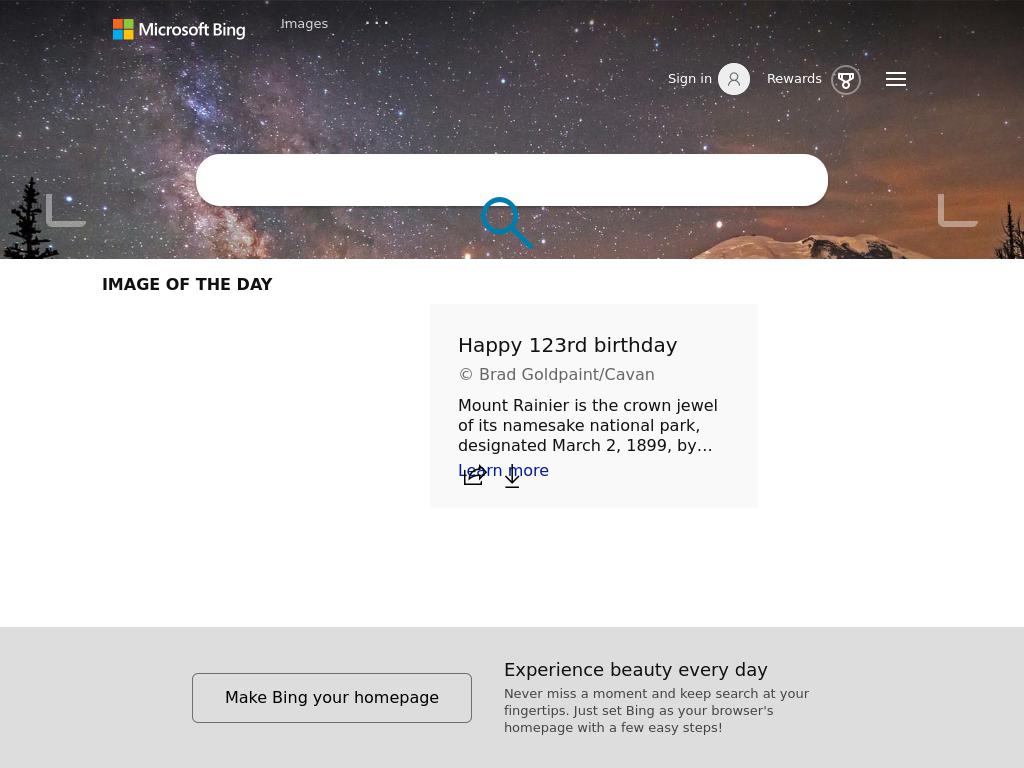 Microsoft Bing
Images
...
Sign in
Rewards
IMAGE OF THE DAY
Happy 123rd birthday
© Brad Goldpaint/Cavan
Mount Rainier is the crown jewel
of its namesake national park,
designated March 2, 1899, by...
Learn more
Make Bing your homepage
Experience beauty every day
Never miss a moment and keep search at your
fingertips. Just set Bing as your browser's
homepage with a few easy steps!